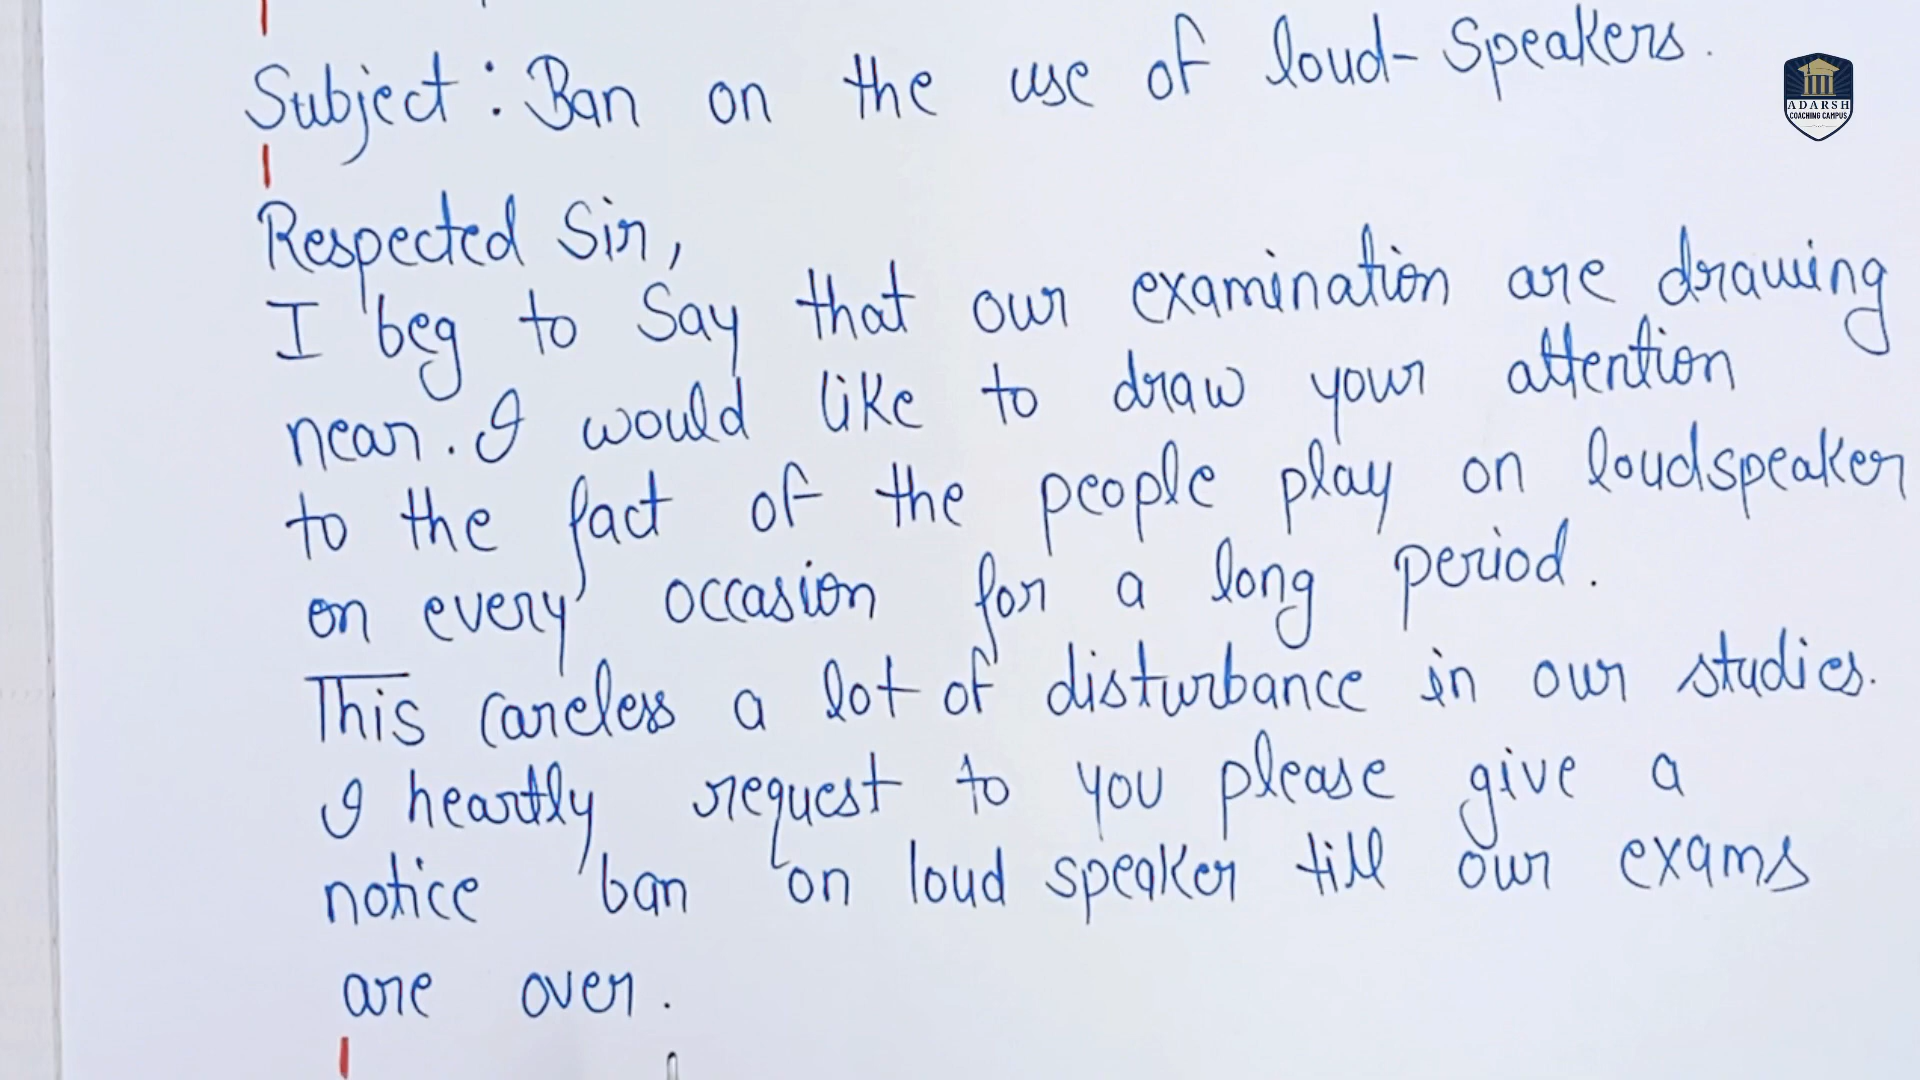 Subject : Ban on the use of loud-Speakers.
ADARSH
COACHING CAMPUS
Respected Sir,
I beg to Say that our examination are drawing
near. I would like to draw your attention
to the fact of the people play on loudspeaker
on every occasion for a long period.
This careless a lot of disturbance in our studies.
I heartly request to you please give a
notice ban on loud speaker till our exams
are over.